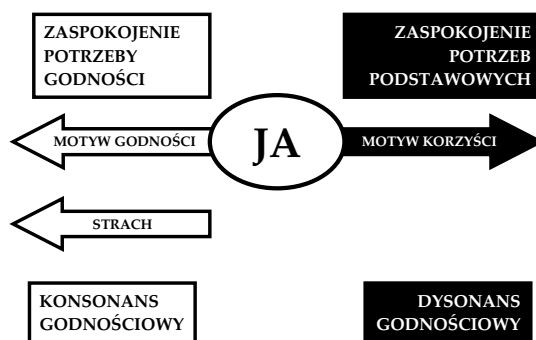 ZASPOKOJENIE
POTRZEBY
GODNOŚCI
ZASPOKOJENIE
POTRZEB
PODSTAWOWYCH
MOTYW GODNOŚCI
JA
MOTYW KORZYŚCI
STRACH
KONSONANS
GODNOŚCIOWY
DYSONANS
GODNOŚCIOWY